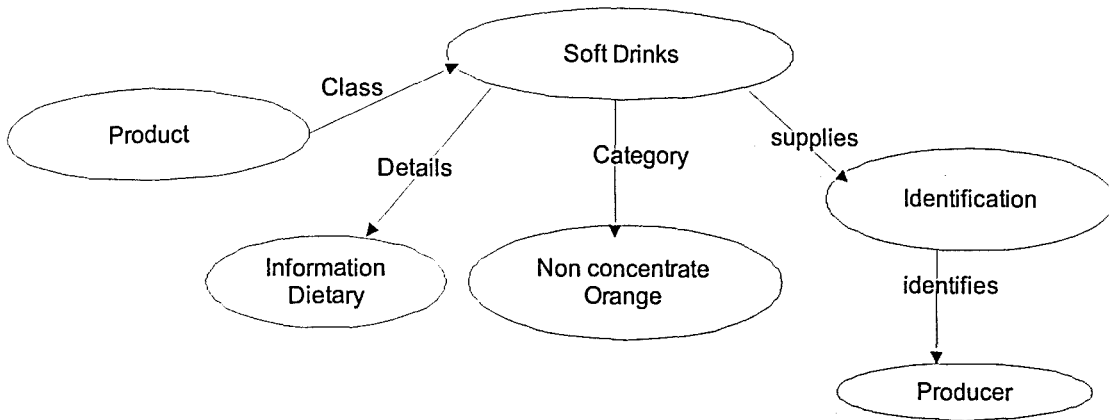 Soft Drinks
Class
Product
supplies
Category
Details
Identification
Information
Dietary
Non concentrate
Orange
identifies
Producer